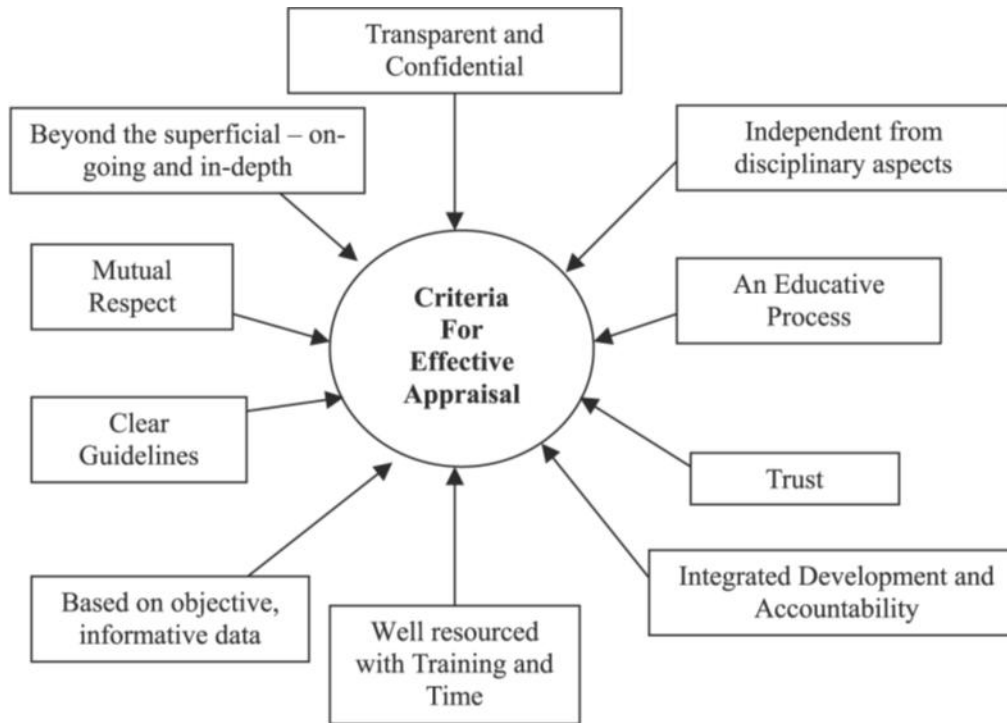 Transparent and
Confidential
Beyond the superficial – on-
going and in-depth
Independent from
disciplinary aspects
Mutual
Respect
Criteria
For
Effective
Appraisal
An Educative
Process
Clear
Guidelines
Trust
Based on objective,
informative data
Well resourced
with Training and
Time
Integrated Development and
Accountability